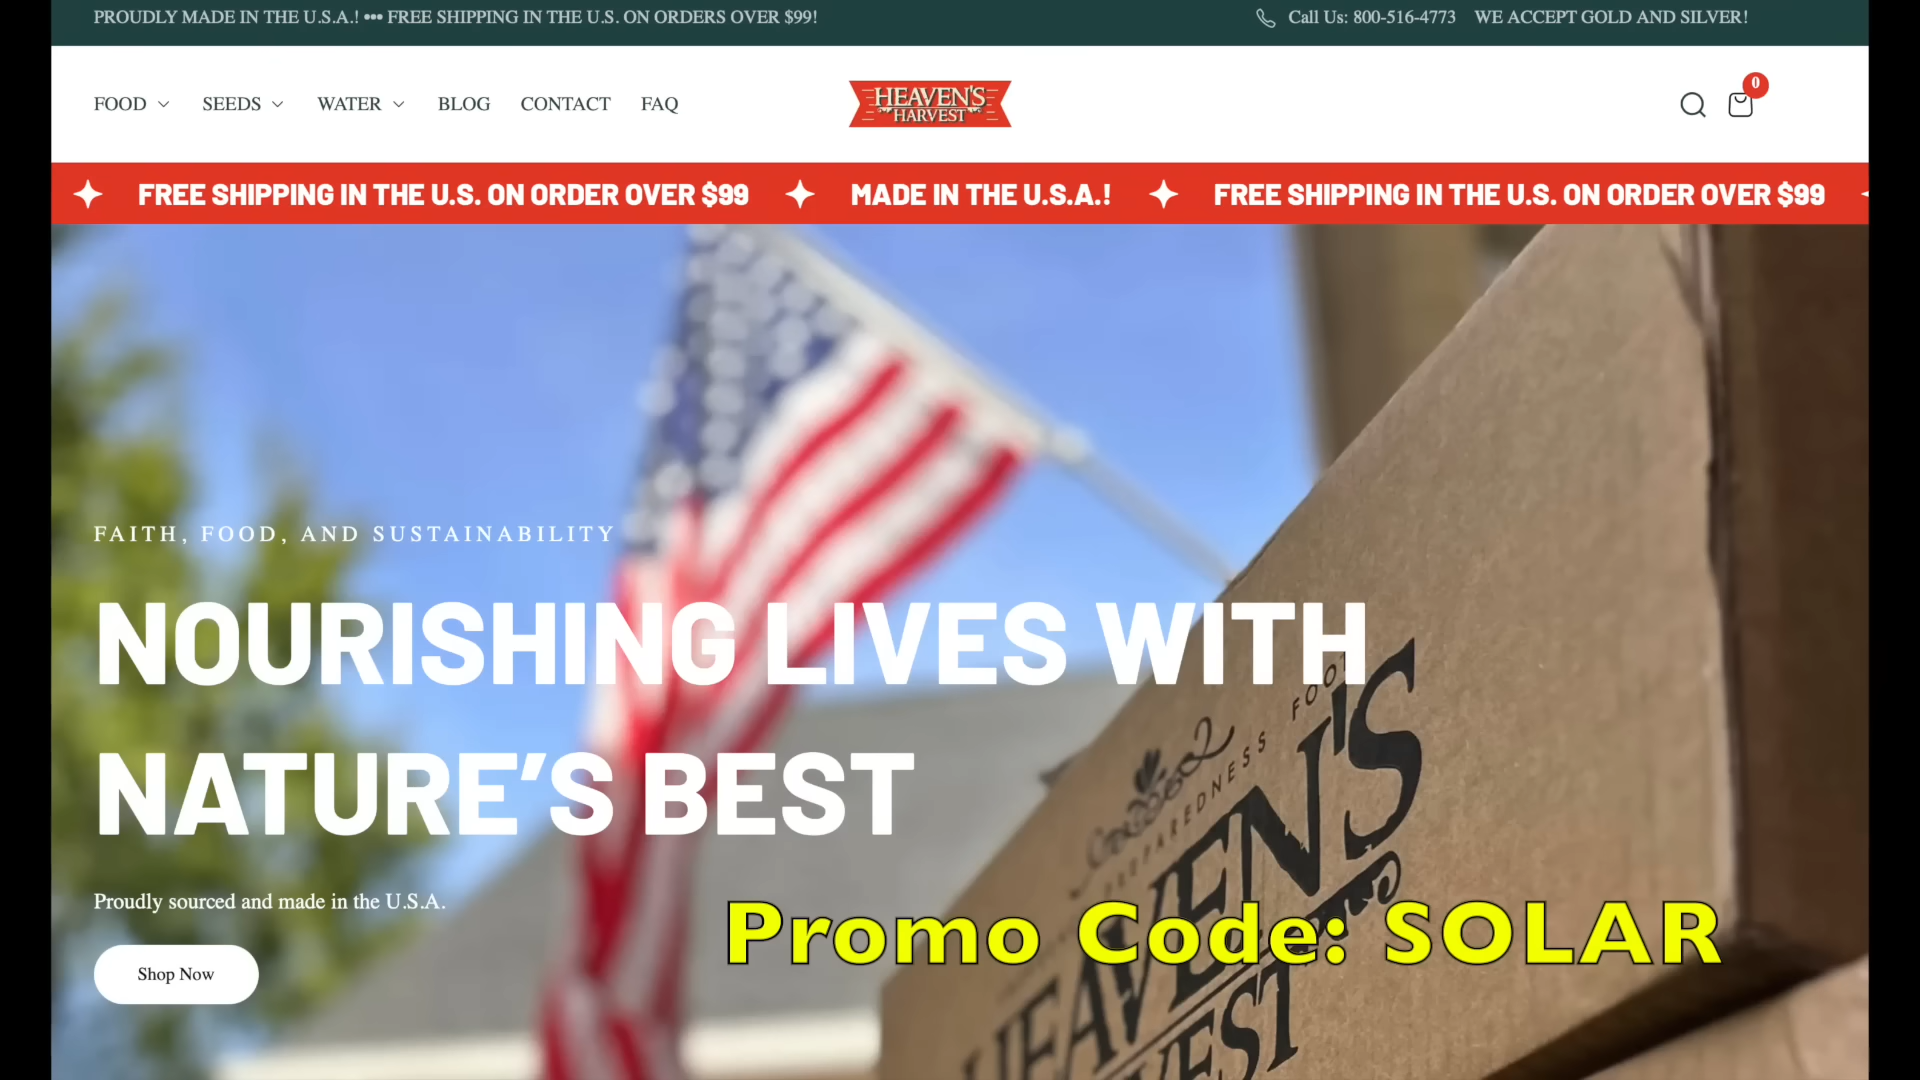 PROUDLY MADE IN THE U.S.A.! ••• FREE SHIPPING IN THE U.S. ON ORDERS OVER $99!
Call Us: 800-516-4773 WE ACCEPT GOLD AND SILVER!
FOOD SEEDS WATER BLOG CONTACT FAQ
HEAVEN'S
HARVEST
0
FREE SHIPPING IN THE U.S. ON ORDER OVER $99 MADE IN THE U.S.A.! FREE SHIPPING IN THE U.S. ON ORDER OVER $99
FAITH, FOOD, AND SUSTAINABILITY
NOURISHING LIVES WITH
NATURE’S BEST
PREPAREDNESS FOOD
HEAVEN'S
Proudly sourced and made in the U.S.A.
Promo Code: SOLAR
Shop Now